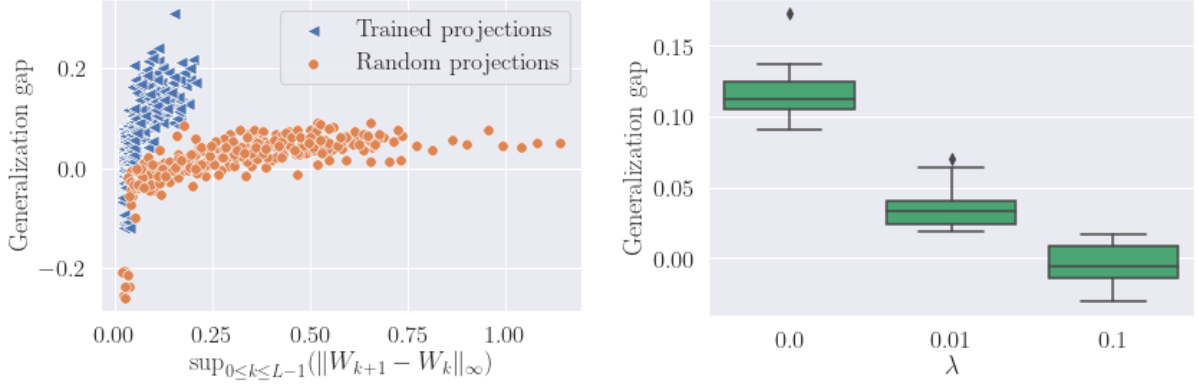 Generalization gap
0.2
0.0
−0.2
Trained projections
Random projections
0.00 0.25 0.50 0.75 1.00
sup₀≤ₖ≤L₋₁(||Wₖ₊₁ − Wₖ||∞)
Generalization gap
0.15
0.10
0.05
0.00
0.0 0.01 0.1
λ